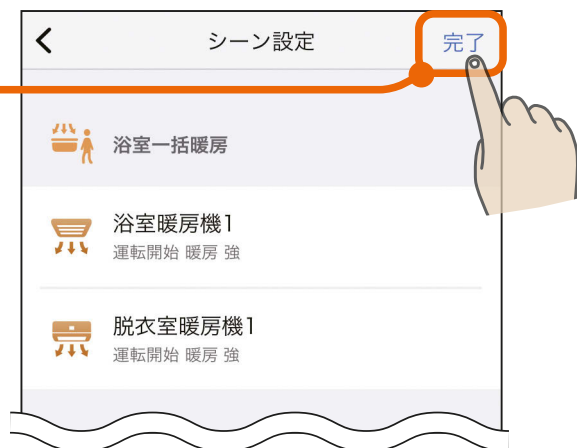 シーン設定 完了
浴室一括暖房
浴室暖房機1
運転開始 暖房 強
脱衣室暖房機1
運転開始 暖房 強